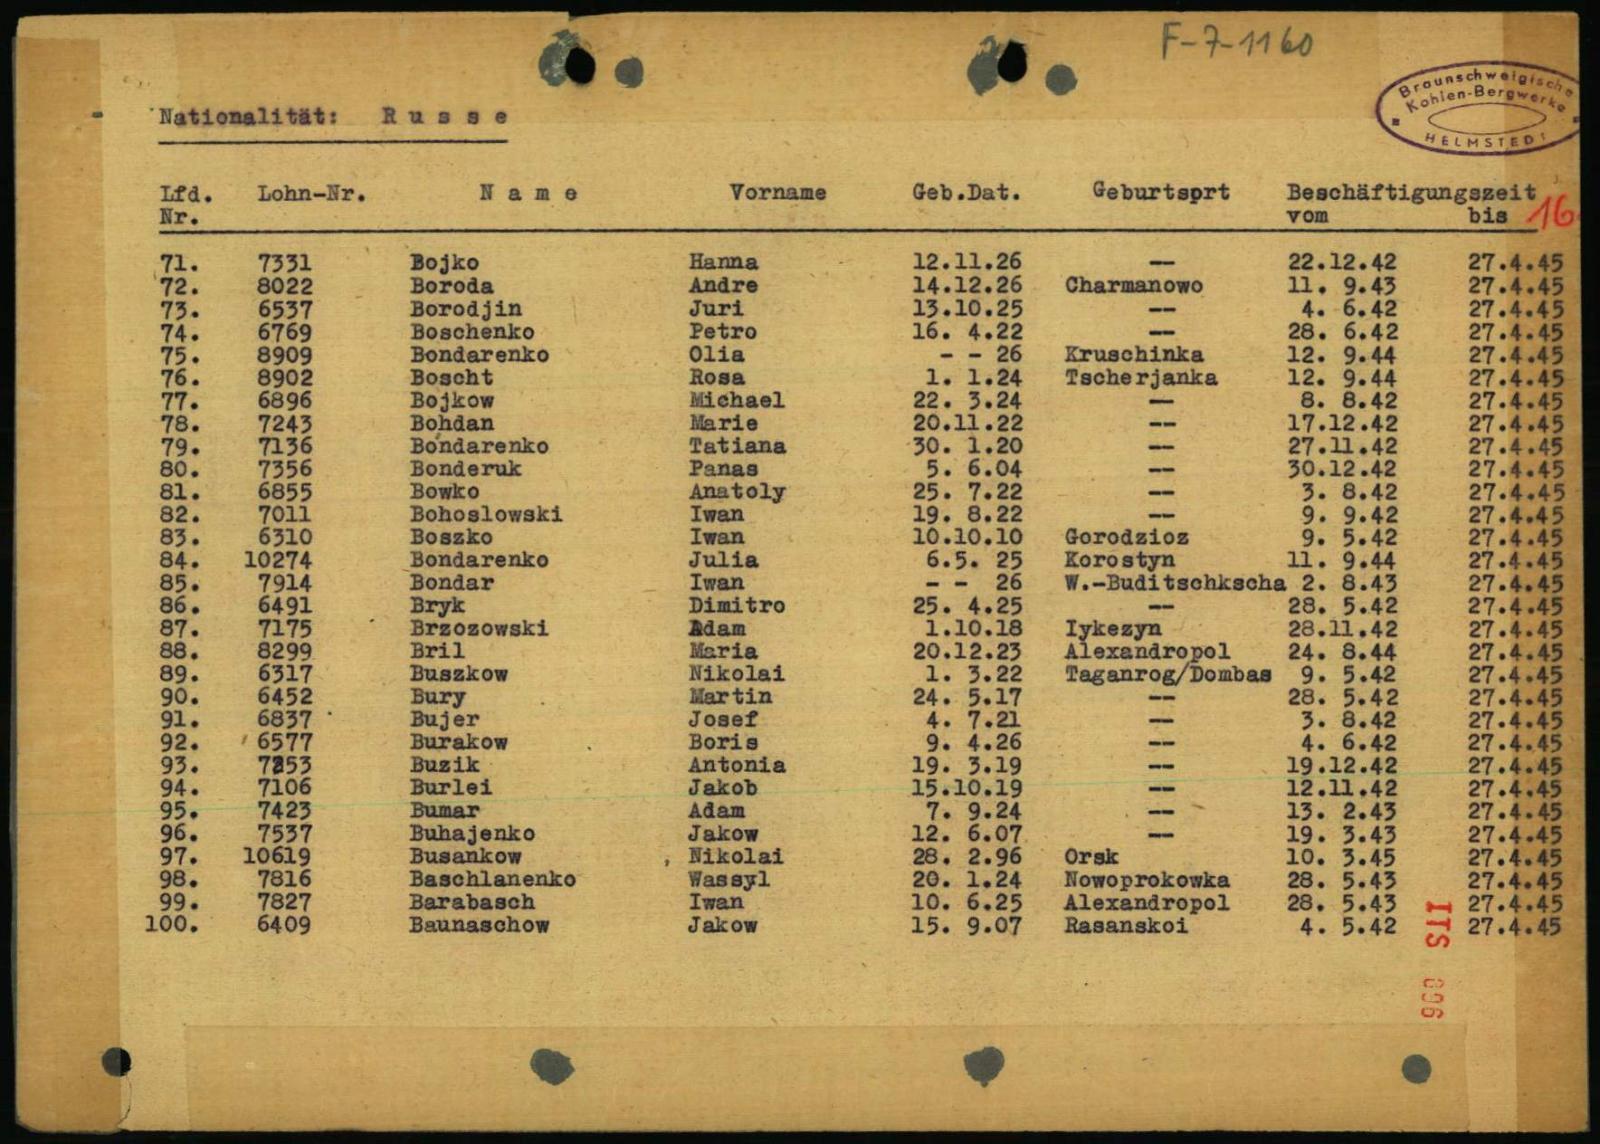 F-7-1160
Braunschweigische
Kohlen-Bergwerke
HELMSTEDT
Nationalität: Russe
Lfd. Lohn-Nr. Name Vorname Geb.Dat. Geburtsprt Beschäftigungszeit
Nr. vom bis 16
71. 7331 Bojko Hanna 12.11.26 -- 22.12.42 27.4.45
72. 8022 Boroda Andre 14.12.26 Charmanowo 11. 9.43 27.4.45
73. 6537 Borodjin Juri 13.10.25 -- 4. 6.42 27.4.45
74. 6769 Boschenko Petro 16. 4.22 -- 28. 6.42 27.4.45
75. 8909 Bondarenko Olia - - 26 Kruschinka 12. 9.44 27.4.45
76. 8902 Boscht Rosa 1. 1.24 Tscherjanka 12. 9.44 27.4.45
77. 6896 Bojkow Michael 22. 3.24 -- 8. 8.42 27.4.45
78. 7243 Bohdan Marie 20.11.22 -- 17.12.42 27.4.45
79. 7136 Bondarenko Tatiana 30. 1.20 -- 27.11.42 27.4.45
80. 7356 Bonderuk Panas 5. 6.04 -- 30.12.42 27.4.45
81. 6855 Bowko Anatoly 25. 7.22 -- 3. 8.42 27.4.45
82. 7011 Bohoslowski Iwan 19. 8.22 -- 9. 9.42 27.4.45
83. 6310 Boszko Iwan 10.10.10 Gorodzioz 9. 5.42 27.4.45
84. 10274 Bondarenko Julia 6.5. 25 Korostyn 11. 9.44 27.4.45
85. 7914 Bondar Iwan - - 26 W.-Buditschkscha 2. 8.43 27.4.45
86. 6491 Bryk Dimitro 25. 4.25 -- 28. 5.42 27.4.45
87. 7175 Brzozowski Adam 1.10.18 Iykezyn 28.11.42 27.4.45
88. 8299 Bril Maria 20.12.23 Alexandropol 24. 8.44 27.4.45
89. 6317 Buszkow Nikolai 1. 3.22 Taganrog/Dombas 9. 5.42 27.4.45
90. 6452 Bury Martin 24. 5.17 -- 28. 5.42 27.4.45
91. 6837 Bujer Josef 4. 7.21 -- 3. 8.42 27.4.45
92. 6577 Burakow Boris 9. 4.26 -- 4. 6.42 27.4.45
93. 7253 Buzik Antonia 19. 3.19 -- 19.12.42 27.4.45
94. 7106 Burlei Jakob 15.10.19 -- 12.11.42 27.4.45
95. 7423 Bumar Adam 7. 9.24 -- 13. 2.43 27.4.45
96. 7537 Buhajenko Jakow 12. 6.07 -- 19. 3.43 27.4.45
97. 10619 Busankow Nikolai 28. 2.96 Orsk 10. 3.45 27.4.45
98. 7816 Baschlanenko Wassyl 20. 1.24 Nowoprokowka 28. 5.43 27.4.45
99. 7827 Barabasch Iwan 10. 6.25 Alexandropol 28. 5.43 27.4.45
100. 6409 Baunaschow Jakow 15. 9.07 Rasanskoi 4. 5.42 27.4.45
ITS